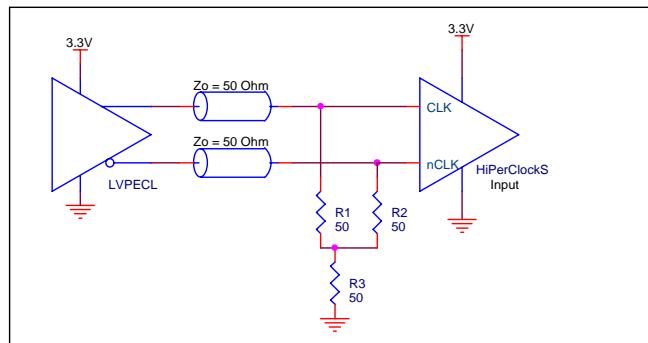 3.3V
3.3V
Zo = 50 Ohm
CLK
Zo = 50 Ohm
nCLK
LVPECL
HiPerClockS
Input
R1
50
R2
50
R3
50